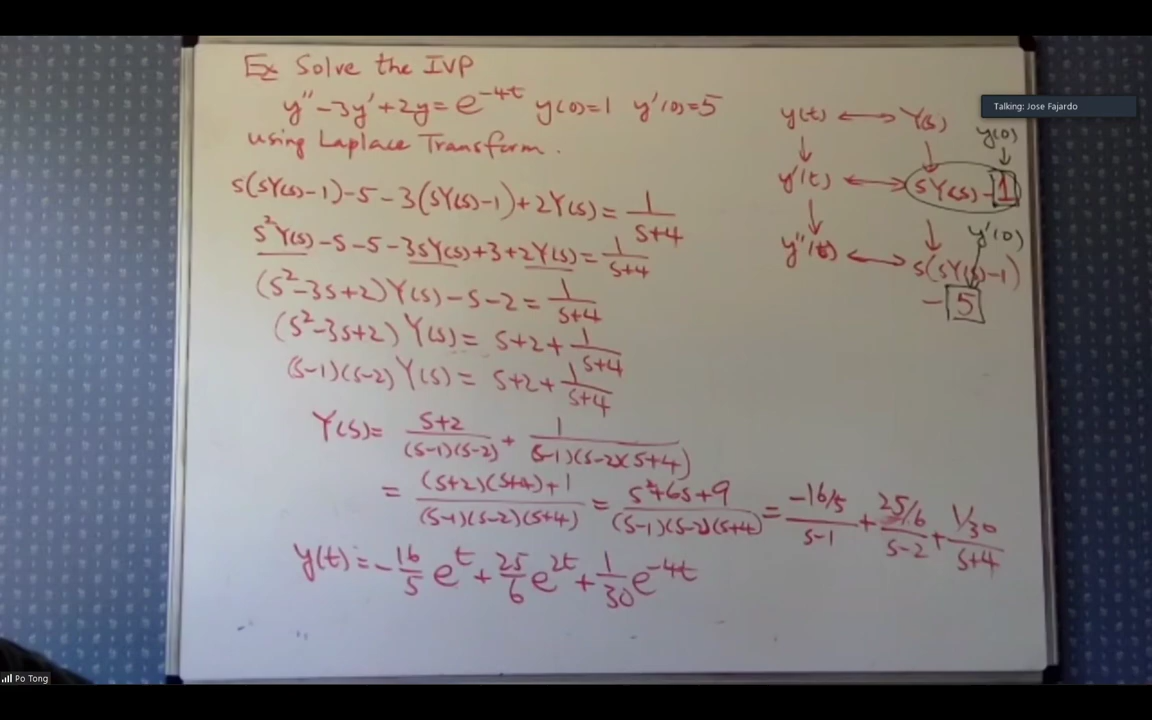 Ex Solve the IVP
y'' - 3y' + 2y = e^{-4t} y(0)=1 y'(0)=5
using Laplace Transform.
s(sY(s)-1) - 5 - 3(sY(s)-1) + 2Y(s) = 1/(s+4)
s²Y(s) - s - 5 - 3sY(s) + 3 + 2Y(s) = 1/(s+4)
(s²-3s+2)Y(s) - s - 2 = 1/(s+4)
(s²-3s+2) Y(s) = s+2+ 1/(s+4)
(s-1)(s-2) Y(s) = s+2+ 1/(s+4)
Y(s) = (s+2)/((s-1)(s-2)) + 1/((s-1)(s-2)(s+4))
= ((s+2)(s+4)+1)/((s-1)(s-2)(s+4)) = (s²+6s+9)/((s-1)(s-2)(s+4)) = (-16/5)/(s-1) + (25/6)/(s-2) + (1/30)/(s+4)
y(t) = -16/5 e^t + 25/6 e^{2t} + 1/30 e^{-4t}
y(t) ↔ Y(s)
y(0)
↓ ↓ ↓
y'(t) ↔ sY(s) - 1
↓ ↓ y'(0)
y''(t) ↔ s(sY(s)-1)
- 5
Talking: Jose Fajardo
Po Tong